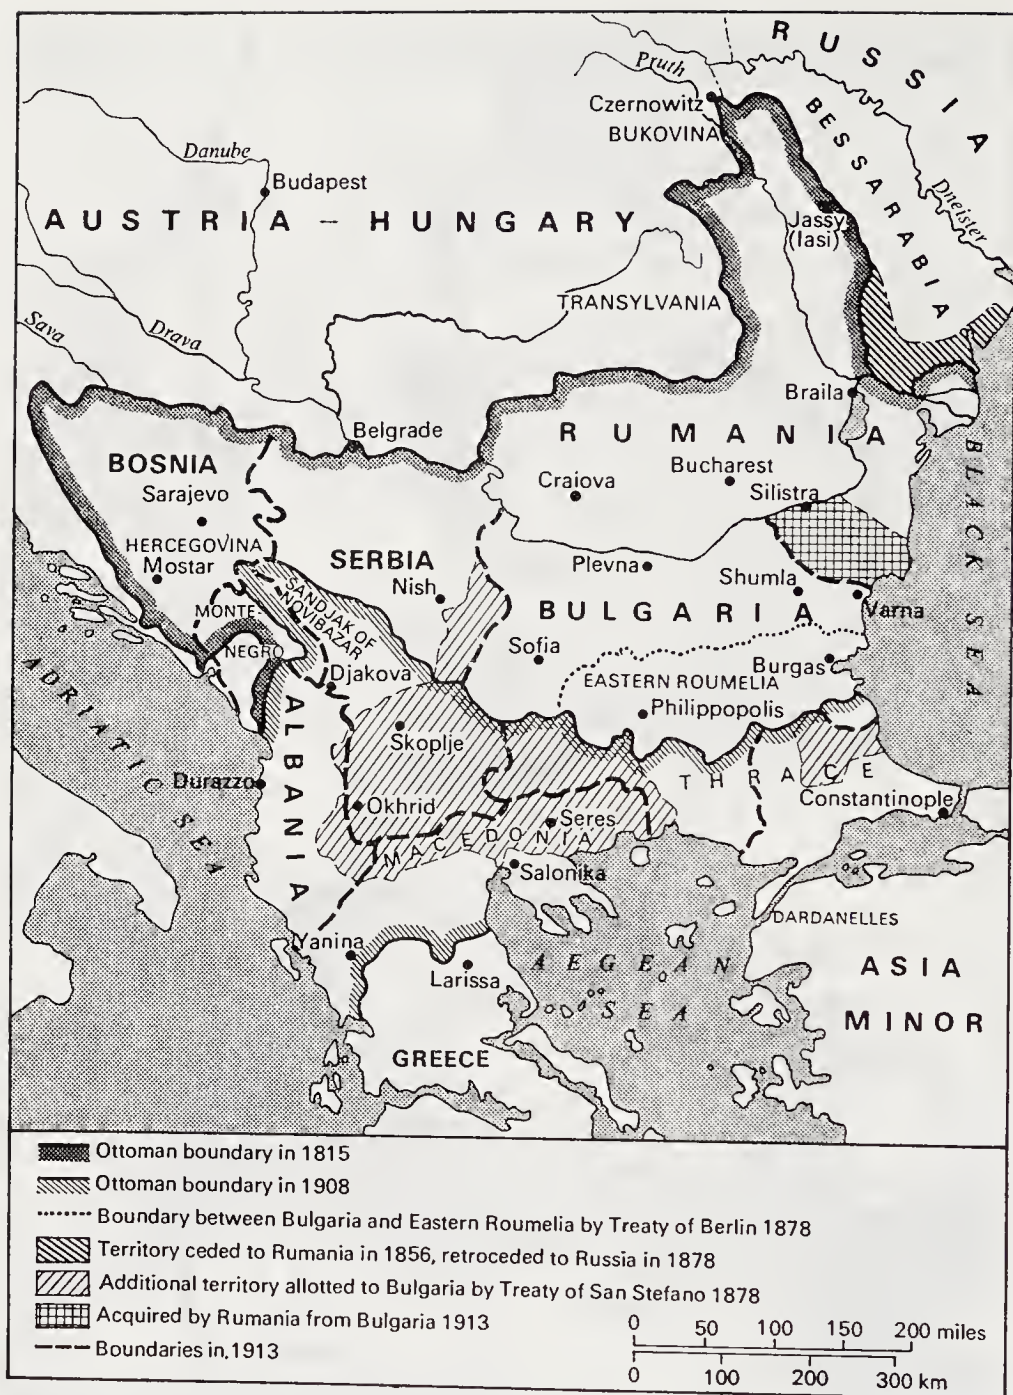 RUSSIA
Pruth
Czernowitz
BUKOVINA
BESSARABIA
Dneister
Danube
Budapest
AUSTRIA-HUNGARY
Jassy
(Iasi)
TRANSYLVANIA
Sava
Drava
Braila
Belgrade
RUMANIA
BOSNIA
Sarajevo
Bucharest
Craiova
Silistra
BLACK SEA
HERCEGOVINA
Mostar
SERBIA
Nish
Plevna
Shumla
Varna
SANDJAK OF
NOVIBAZAR
MONTE-
NEGRO
BULGARIA
Sofia
Burgas
EASTERN ROUMELIA
Philippopolis
Djakova
ADRIATIC SEA
ALBANIA
Skoplje
THRACE
Durazzo
Okhrid
Seres
Constantinople
MACEDONIA
Salonika
DARDANELLES
Yanina
Larissa
AEGEAN
SEA
ASIA
MINOR
GREECE
Ottoman boundary in 1815
Ottoman boundary in 1908
Boundary between Bulgaria and Eastern Roumelia by Treaty of Berlin 1878
Territory ceded to Rumania in 1856, retroceded to Russia in 1878
Additional territory allotted to Bulgaria by Treaty of San Stefano 1878
Acquired by Rumania from Bulgaria 1913
Boundaries in, 1913
0 50 100 150 200 miles
0 100 200 300 km